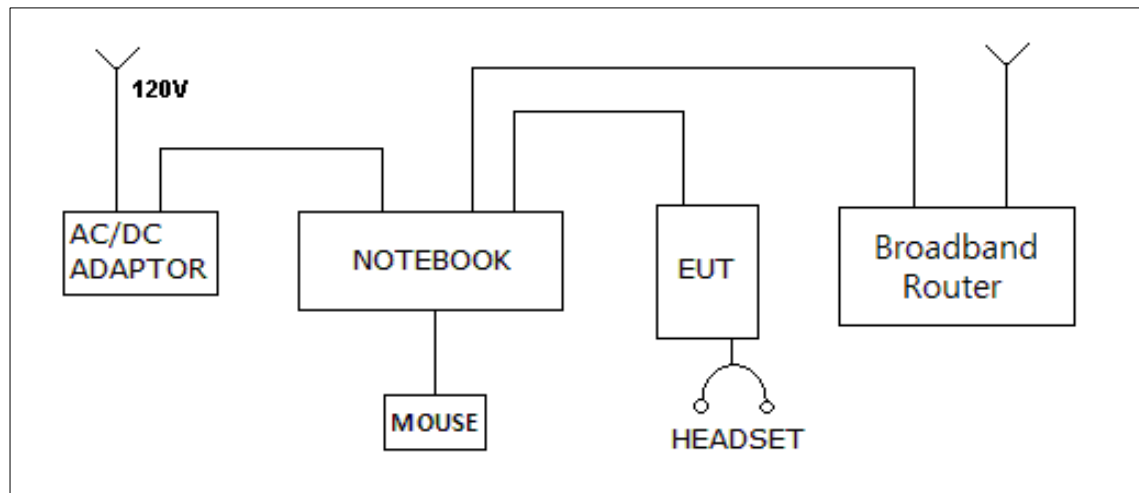 120V
AC/DC
ADAPTOR
NOTEBOOK
EUT
Broadband
Router
MOUSE
HEADSET